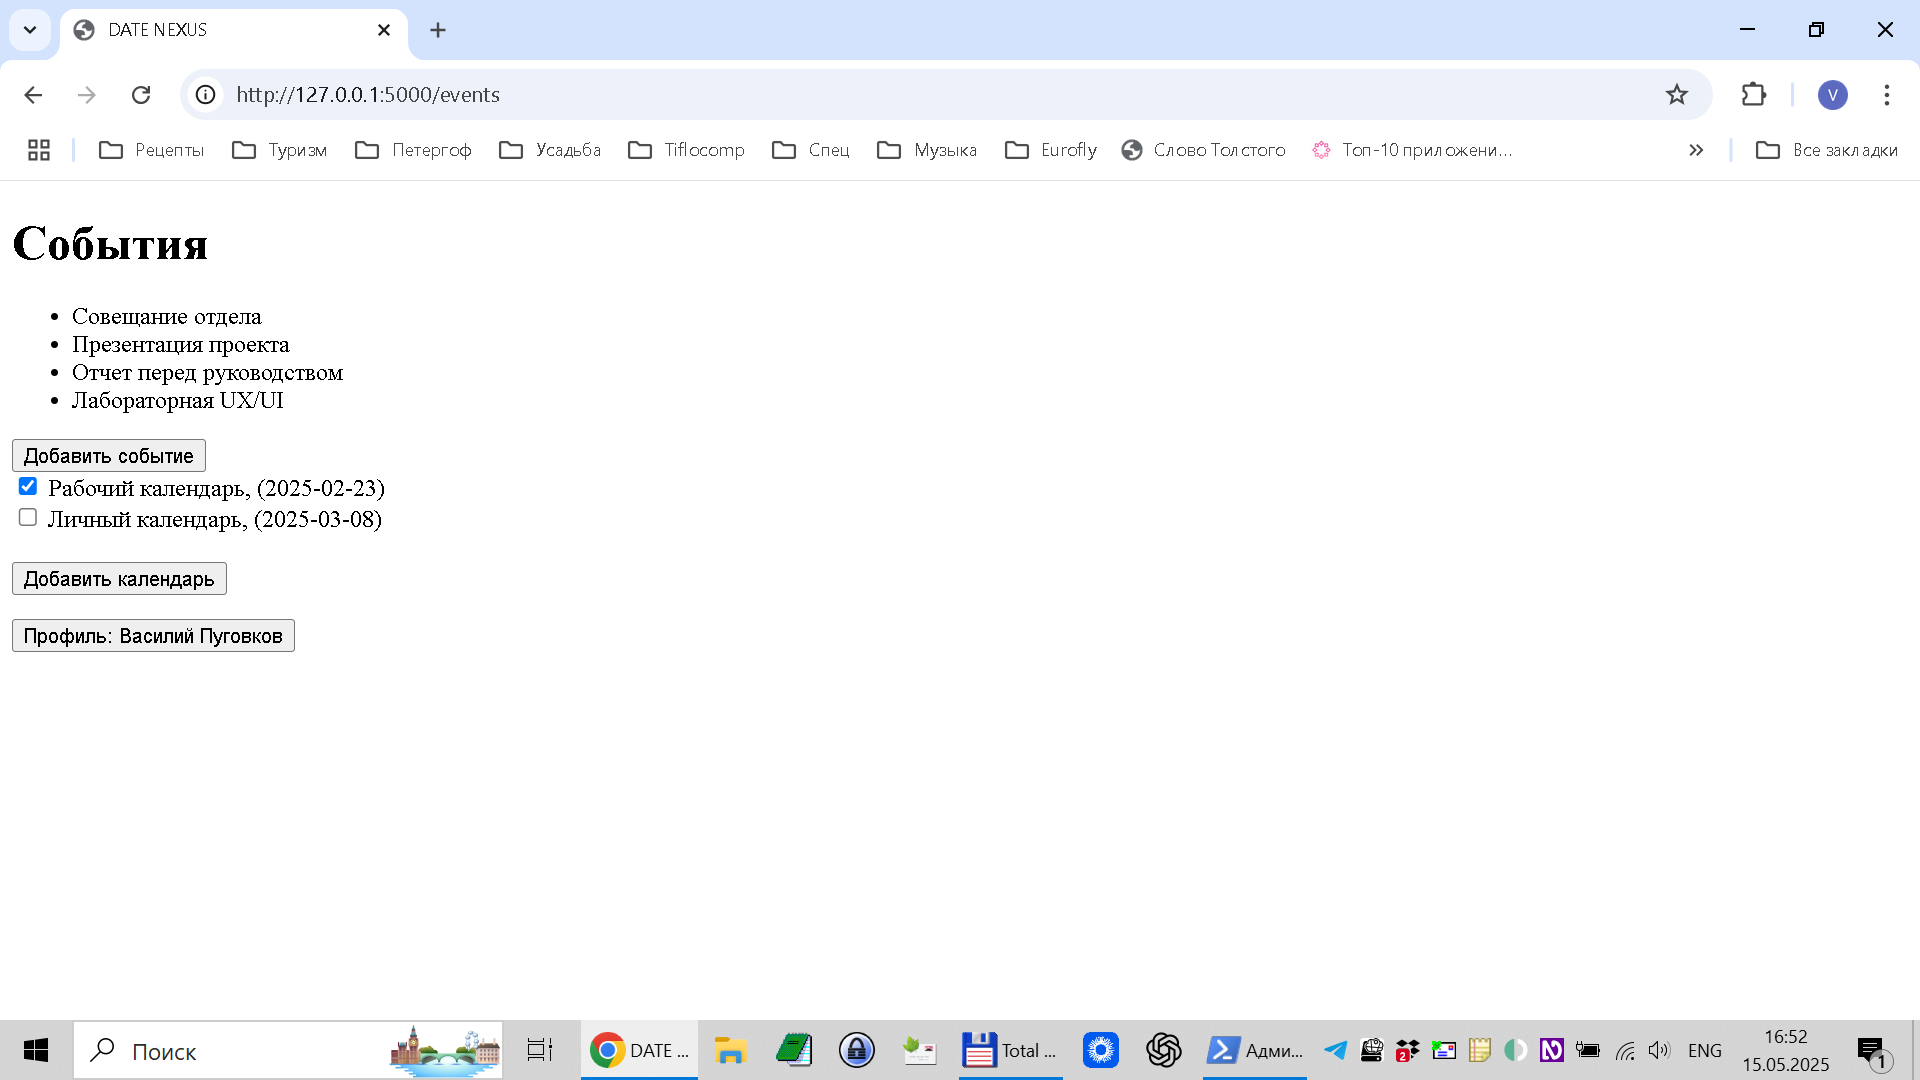 DATE NEXUS
http://127.0.0.1:5000/events
V
Рецепты
Туризм
Петергоф
Усадьба
Tiflocomp
Спец
Музыка
Eurofly
Слово Толстого
Топ-10 приложени...
Все закладки
События
Совещание отдела
Презентация проекта
Отчет перед руководством
Лабораторная UX/UI
Добавить событие
Рабочий календарь, (2025-02-23)
Личный календарь, (2025-03-08)
Добавить календарь
Профиль: Василий Пуговков
Поиск
DATE ...
Total ...
Адми...
2
N
ENG
16:52
15.05.2025
1